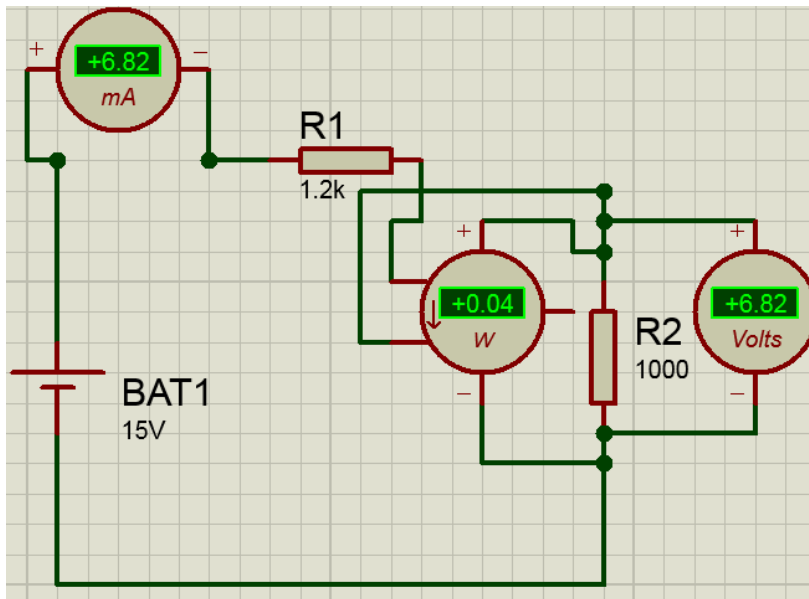 + +6.82 −
mA
R1
1.2k
+ +
+0.04
W
+6.82
Volts
R2
1000
− −
BAT1
15V